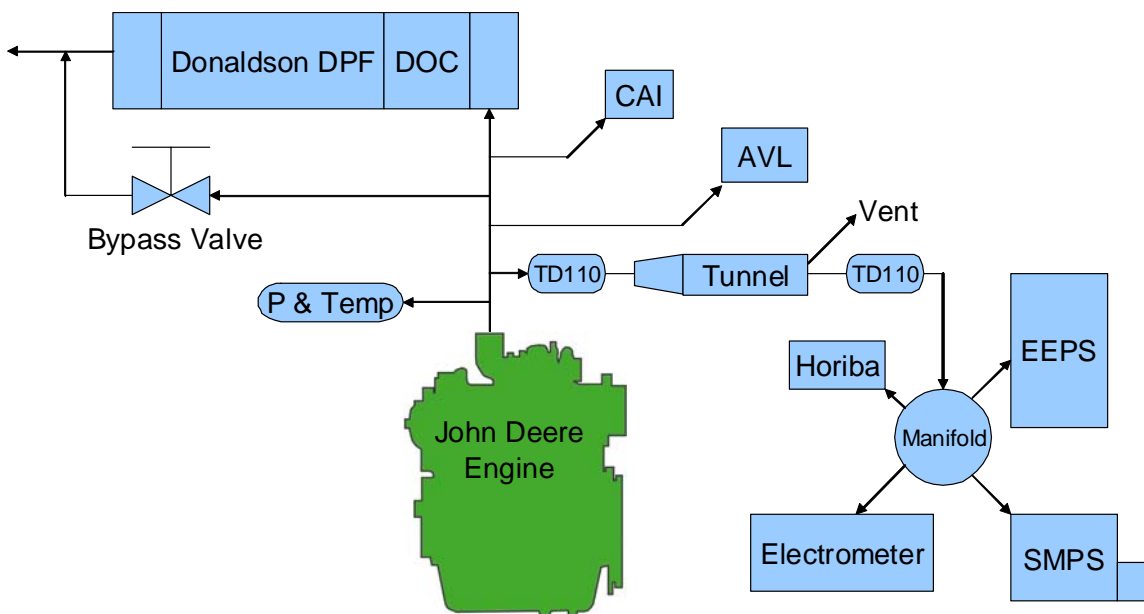 Donaldson DPF
DOC
CAI
AVL
Bypass Valve
Vent
TD110
Tunnel
TD110
P & Temp
EEPS
Horiba
John Deere
Engine
Manifold
Electrometer
SMPS